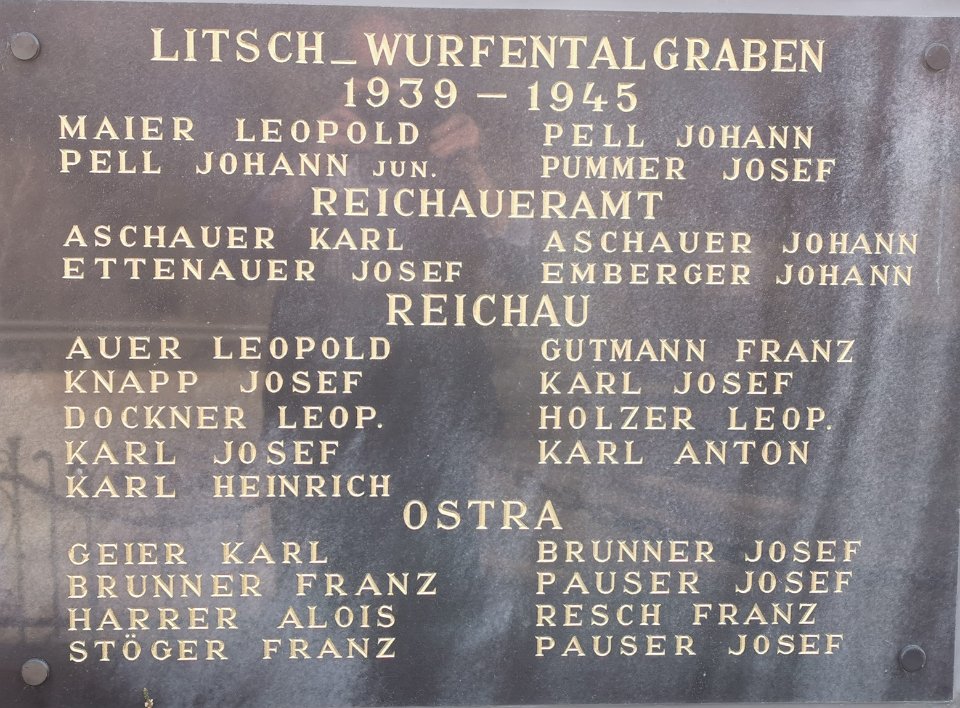 LITSCH_WURFENTALGRABEN
1939 – 1945
MAIER LEOPOLD PELL JOHANN
PELL JOHANN JUN. PUMMER JOSEF
REICHAUERAMT
ASCHAUER KARL ASCHAUER JOHANN
ETTENAUER JOSEF EMBERGER JOHANN
REICHAU
AUER LEOPOLD GUTMANN FRANZ
KNAPP JOSEF KARL JOSEF
DOCKNER LEOP. HOLZER LEOP.
KARL JOSEF KARL ANTON
KARL HEINRICH
OSTRA
GEIER KARL BRUNNER JOSEF
BRUNNER FRANZ PAUSER JOSEF
HARRER ALOIS RESCH FRANZ
STÖGER FRANZ PAUSER JOSEF